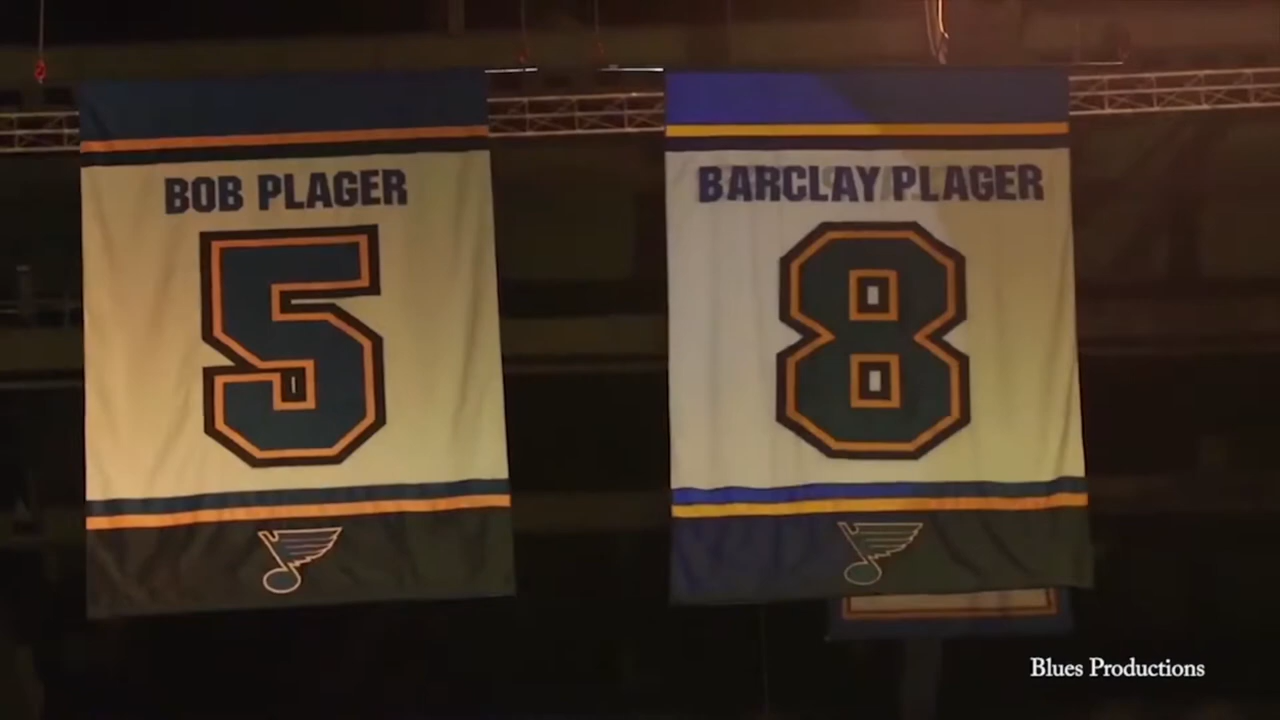 BOB PLAGER
5
BARCLAY PLAGER
8
Blues Productions